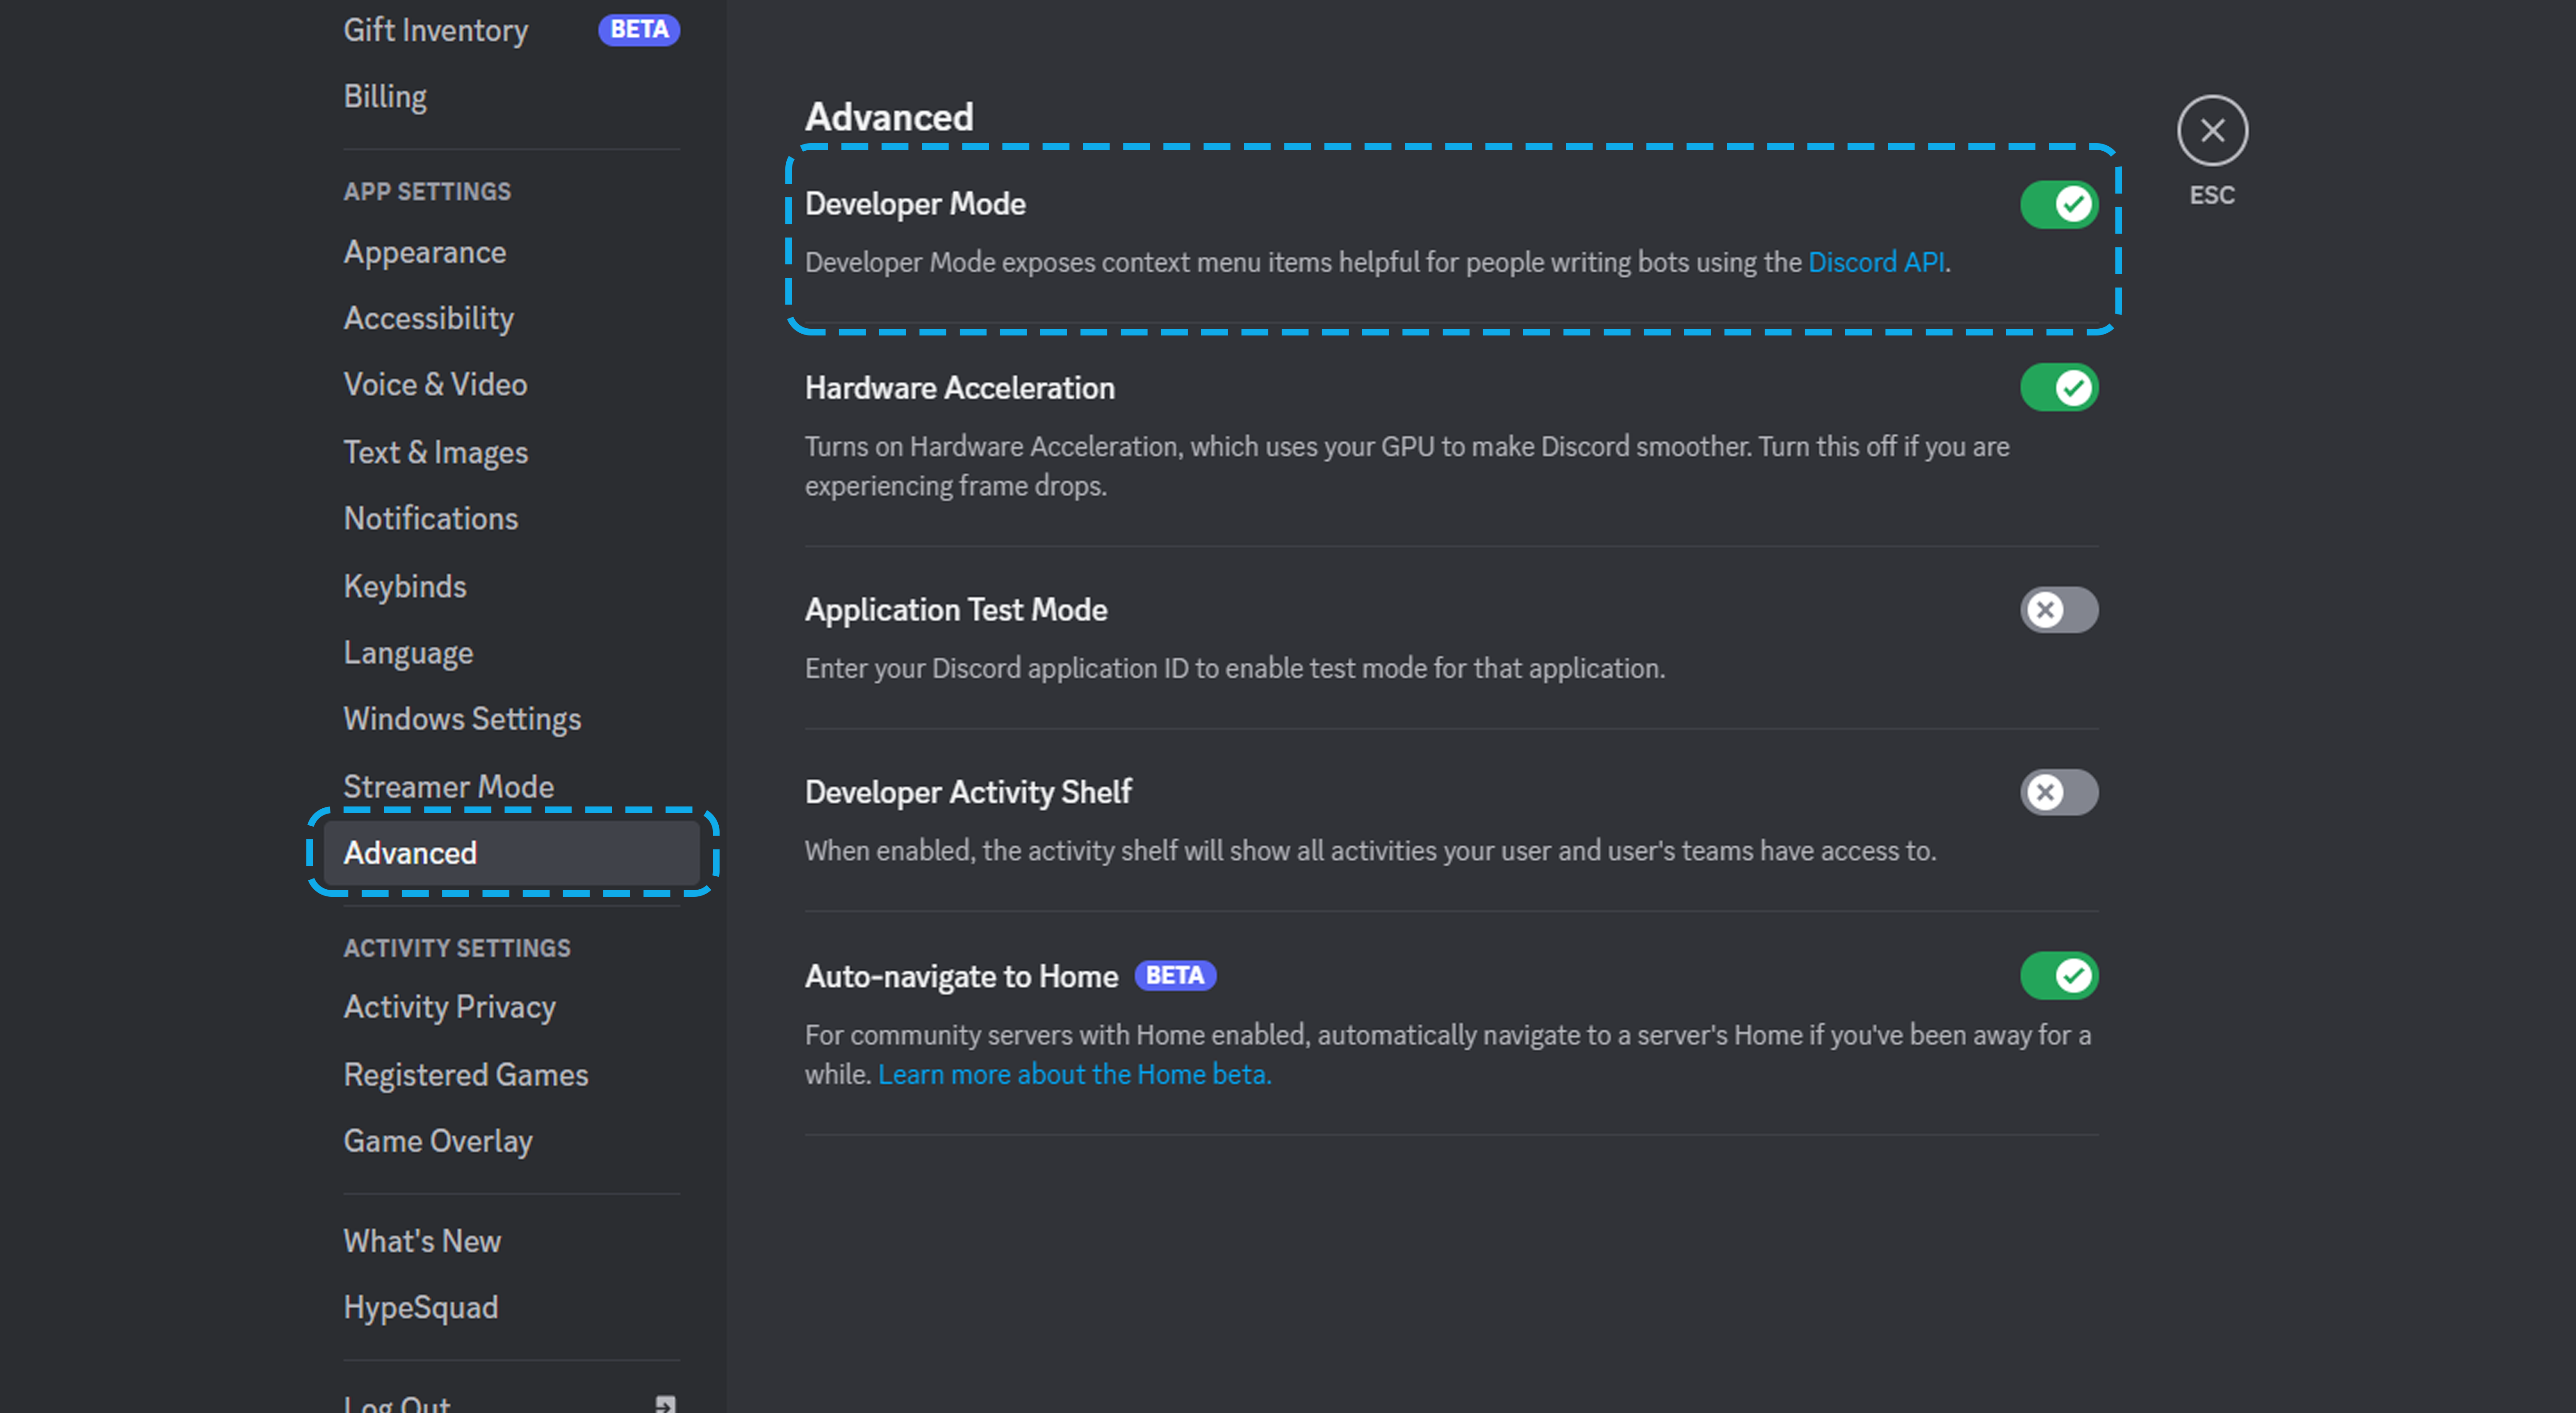 Gift Inventory BETA
Billing
APP SETTINGS
Appearance
Accessibility
Voice & Video
Text & Images
Notifications
Keybinds
Language
Windows Settings
Streamer Mode
Advanced
ACTIVITY SETTINGS
Activity Privacy
Registered Games
Game Overlay
What's New
HypeSquad
Log Out
Advanced
Developer Mode
Developer Mode exposes context menu items helpful for people writing bots using the Discord API.
Hardware Acceleration
Turns on Hardware Acceleration, which uses your GPU to make Discord smoother. Turn this off if you are
experiencing frame drops.
Application Test Mode
Enter your Discord application ID to enable test mode for that application.
Developer Activity Shelf
When enabled, the activity shelf will show all activities your user and user's teams have access to.
Auto-navigate to Home BETA
For community servers with Home enabled, automatically navigate to a server's Home if you've been away for a
while. Learn more about the Home beta.
ESC